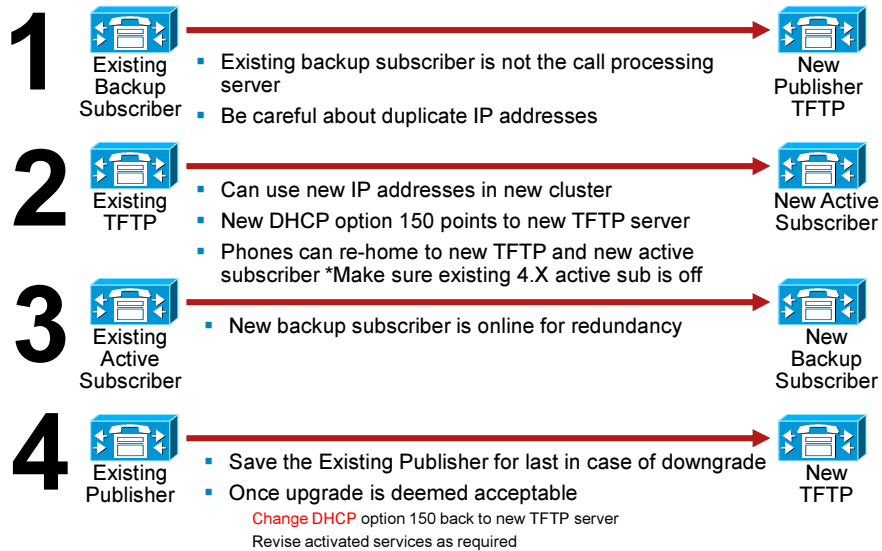 1
Existing
Backup
Subscriber
▪ Existing backup subscriber is not the call processing
server
▪ Be careful about duplicate IP addresses
New
Publisher
TFTP
2
Existing
TFTP
▪ Can use new IP addresses in new cluster
▪ New DHCP option 150 points to new TFTP server
▪ Phones can re-home to new TFTP and new active
subscriber *Make sure existing 4.X active sub is off
New Active
Subscriber
3
Existing
Active
Subscriber
▪ New backup subscriber is online for redundancy
New
Backup
Subscriber
4
Existing
Publisher
▪ Save the Existing Publisher for last in case of downgrade
▪ Once upgrade is deemed acceptable
Change DHCP option 150 back to new TFTP server
Revise activated services as required
New
TFTP